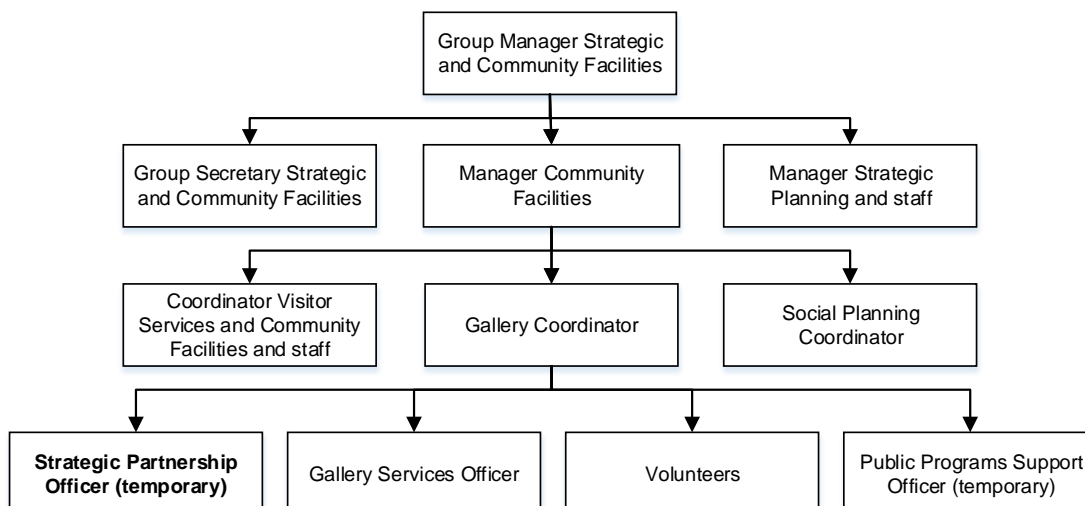 Group Manager Strategic
and Community Facilities
Group Secretary Strategic
and Community Facilities
Manager Community
Facilities
Manager Strategic
Planning and staff
Coordinator Visitor
Services and Community
Facilities and staff
Gallery Coordinator
Social Planning
Coordinator
Strategic Partnership
Officer (temporary)
Gallery Services Officer
Volunteers
Public Programs Support
Officer (temporary)